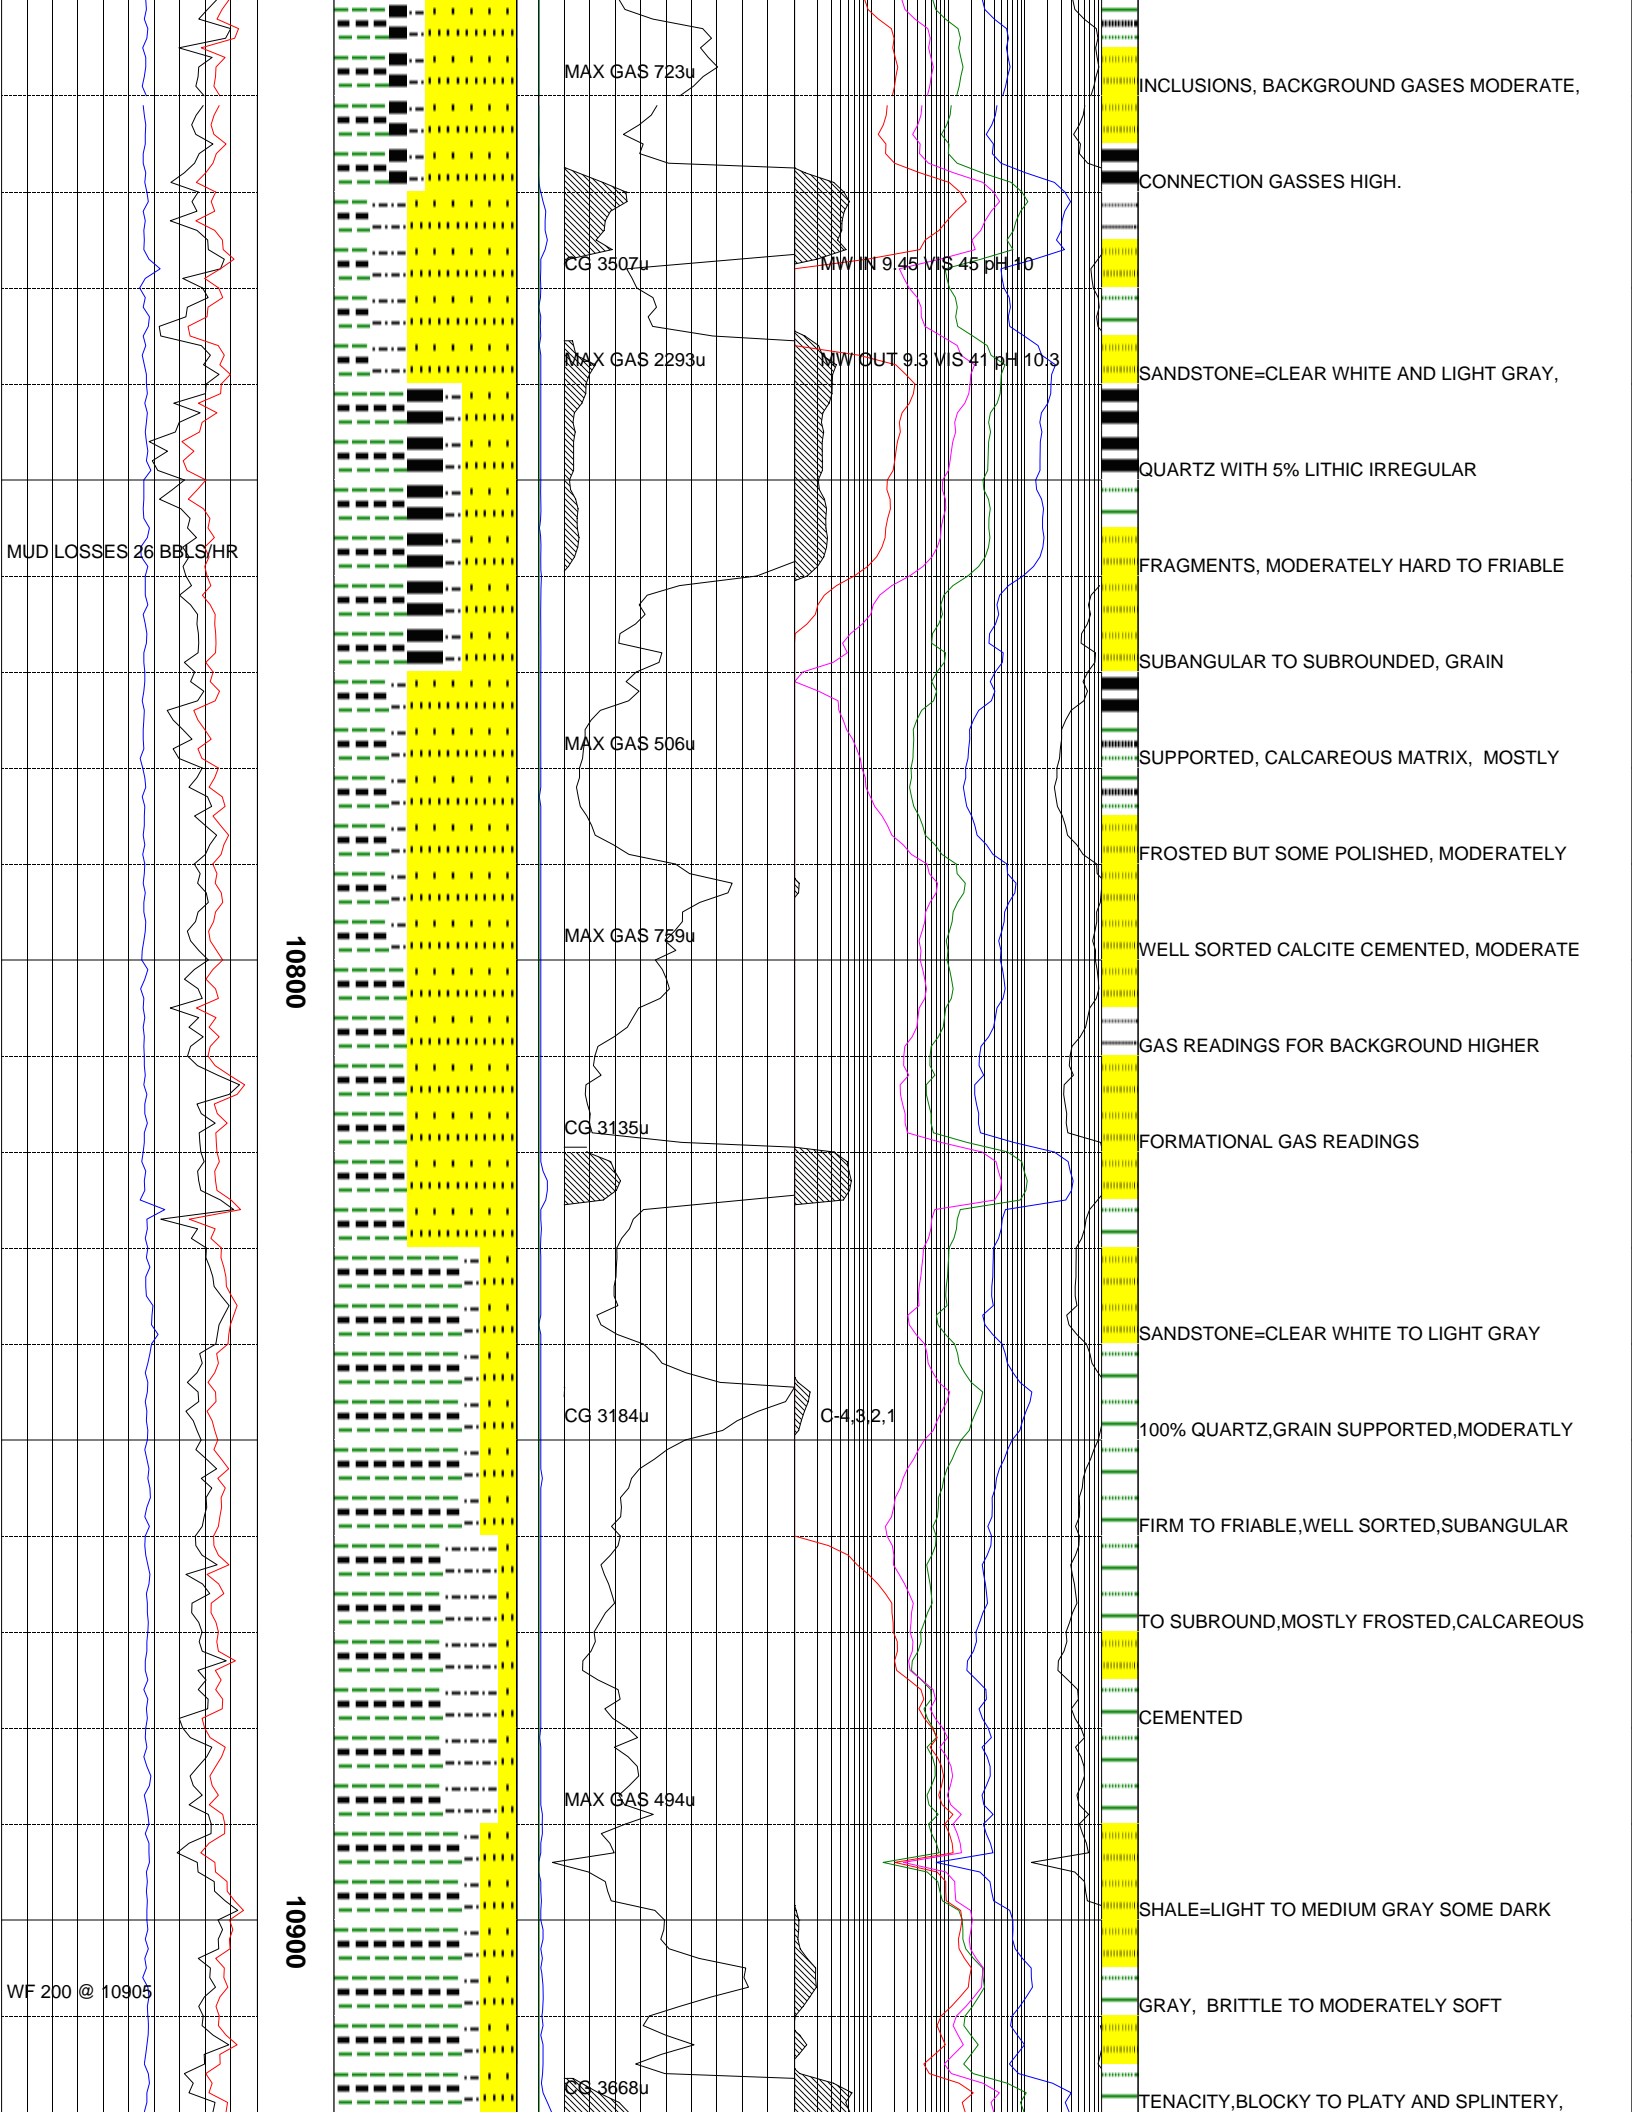 MAX GAS 723u
INCLUSIONS, BACKGROUND GASES MODERATE,
CONNECTION GASSES HIGH.
CG 3507u
MW IN 9.45 VIS 45 pH 10
MAX GAS 2293u
MW OUT 9.3 VIS 41 pH 10.3
SANDSTONE=CLEAR WHITE AND LIGHT GRAY,
QUARTZ WITH 5% LITHIC IRREGULAR
MUD LOSSES 26 BBLS/HR
FRAGMENTS, MODERATELY HARD TO FRIABLE
SUBANGULAR TO SUBROUNDED, GRAIN
MAX GAS 506u
SUPPORTED, CALCAREOUS MATRIX,  MOSTLY
FROSTED BUT SOME POLISHED, MODERATELY
MAX GAS 759u
WELL SORTED CALCITE CEMENTED, MODERATE
10800
GAS READINGS FOR BACKGROUND HIGHER
CG 3135u
FORMATIONAL GAS READINGS
SANDSTONE=CLEAR WHITE TO LIGHT GRAY
CG 3184u
C-4,3,2,1
100% QUARTZ,GRAIN SUPPORTED,MODERATLY
FIRM TO FRIABLE,WELL SORTED,SUBANGULAR
TO SUBROUND,MOSTLY FROSTED,CALCAREOUS
CEMENTED
MAX GAS 494u
SHALE=LIGHT TO MEDIUM GRAY SOME DARK
10900
WF 200 @ 10905
GRAY,  BRITTLE TO MODERATELY SOFT
CG 3668u
TENACITY,BLOCKY TO PLATY AND SPLINTERY,